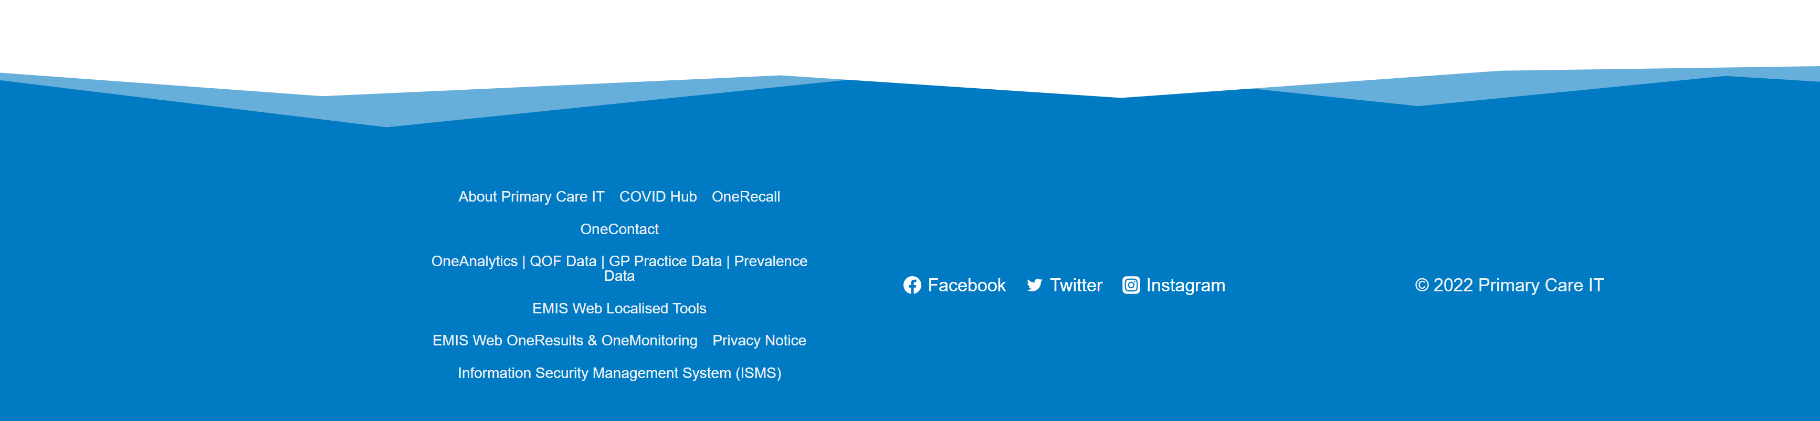 About Primary Care IT COVID Hub OneRecall
OneContact
OneAnalytics | QOF Data | GP Practice Data | Prevalence
Data
EMIS Web Localised Tools
EMIS Web OneResults & OneMonitoring Privacy Notice
Information Security Management System (ISMS)
Facebook Twitter Instagram
© 2022 Primary Care IT